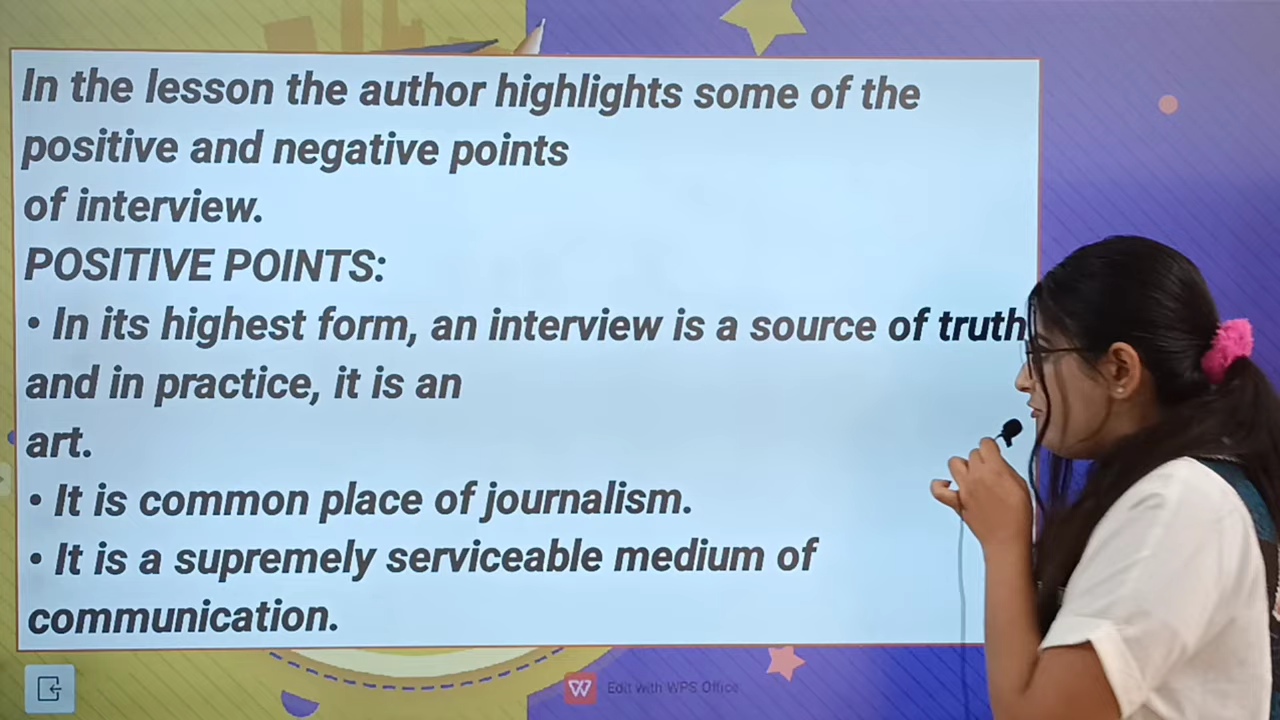 In the lesson the author highlights some of the
positive and negative points
of interview.
POSITIVE POINTS:
• In its highest form, an interview is a source of truth
and in practice, it is an
art.
• It is common place of journalism.
• It is a supremely serviceable medium of
communication.
Edit with WPS Office